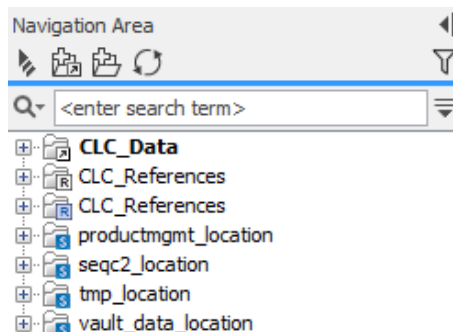 Navigation Area
<enter search term>
CLC_Data
R CLC_References
R CLC_References
S productmgmt_location
S seqc2_location
S tmp_location
S vault_data_location